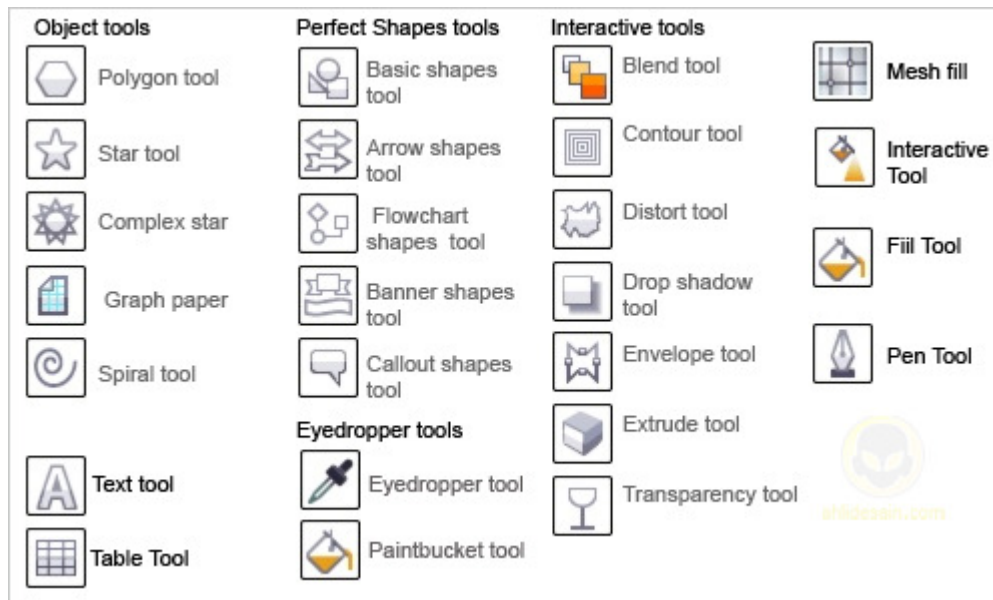 Object tools
Polygon tool
Star tool
Complex star
Graph paper
Spiral tool
Text tool
Table Tool
Perfect Shapes tools
Basic shapes
tool
Arrow shapes
tool
Flowchart
shapes tool
Banner shapes
tool
Callout shapes
tool
Eyedropper tools
Eyedropper tool
Paintbucket tool
Interactive tools
Blend tool
Contour tool
Distort tool
Drop shadow
tool
Envelope tool
Extrude tool
Transparency tool
Mesh fill
Interactive
Tool
Fiil Tool
Pen Tool
ahlidesain.com